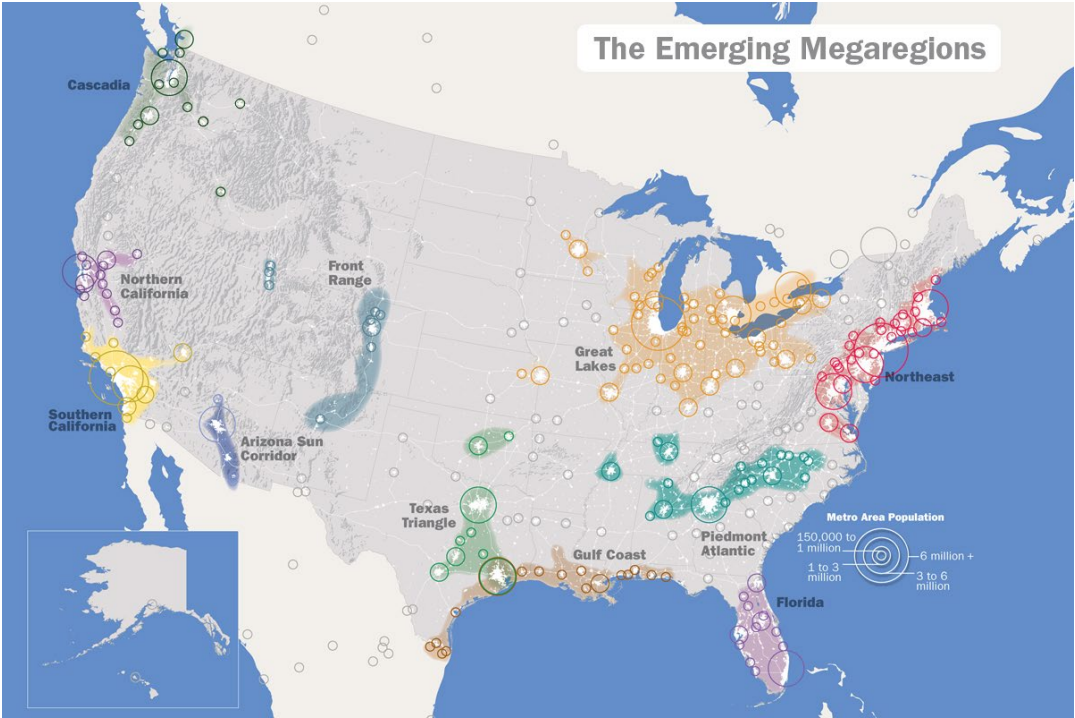 The Emerging Megaregions
Cascadia
Northern
California
Front
Range
Great
Lakes
Northeast
Southern
California
Arizona Sun
Corridor
Texas
Triangle
Piedmont
Atlantic
Gulf Coast
Florida
Metro Area Population
150,000 to
1 million
1 to 3
million
6 million +
3 to 6
million